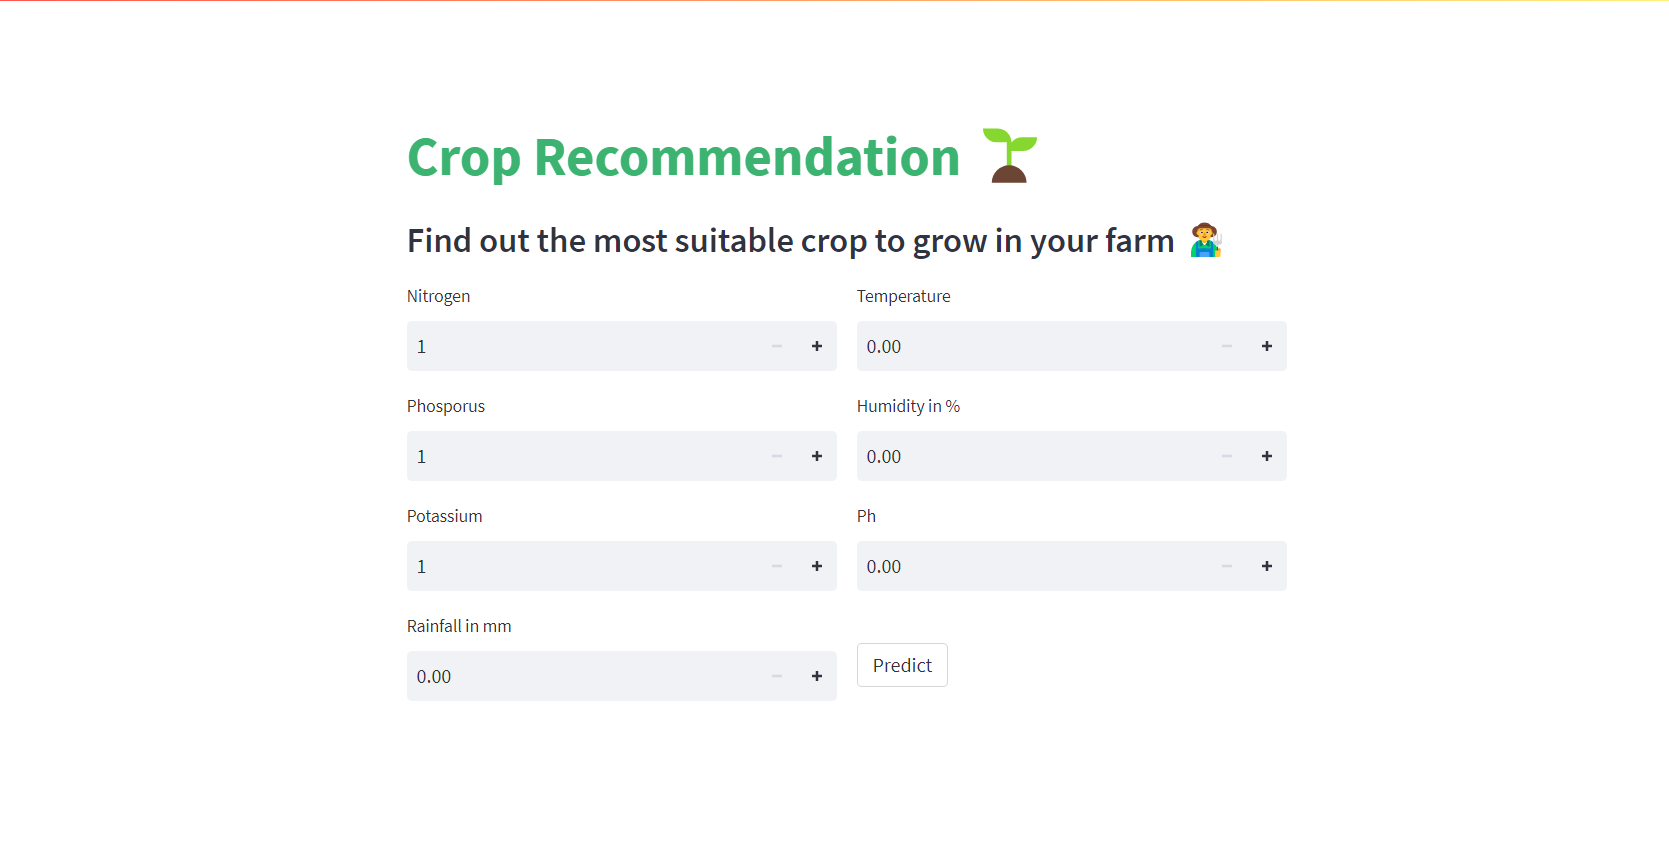 Crop Recommendation 🌱
Find out the most suitable crop to grow in your farm 🧑‍🌾
Nitrogen
1
Temperature
0.00
Phosporus
1
Humidity in %
0.00
Potassium
1
Ph
0.00
Rainfall in mm
0.00
Predict